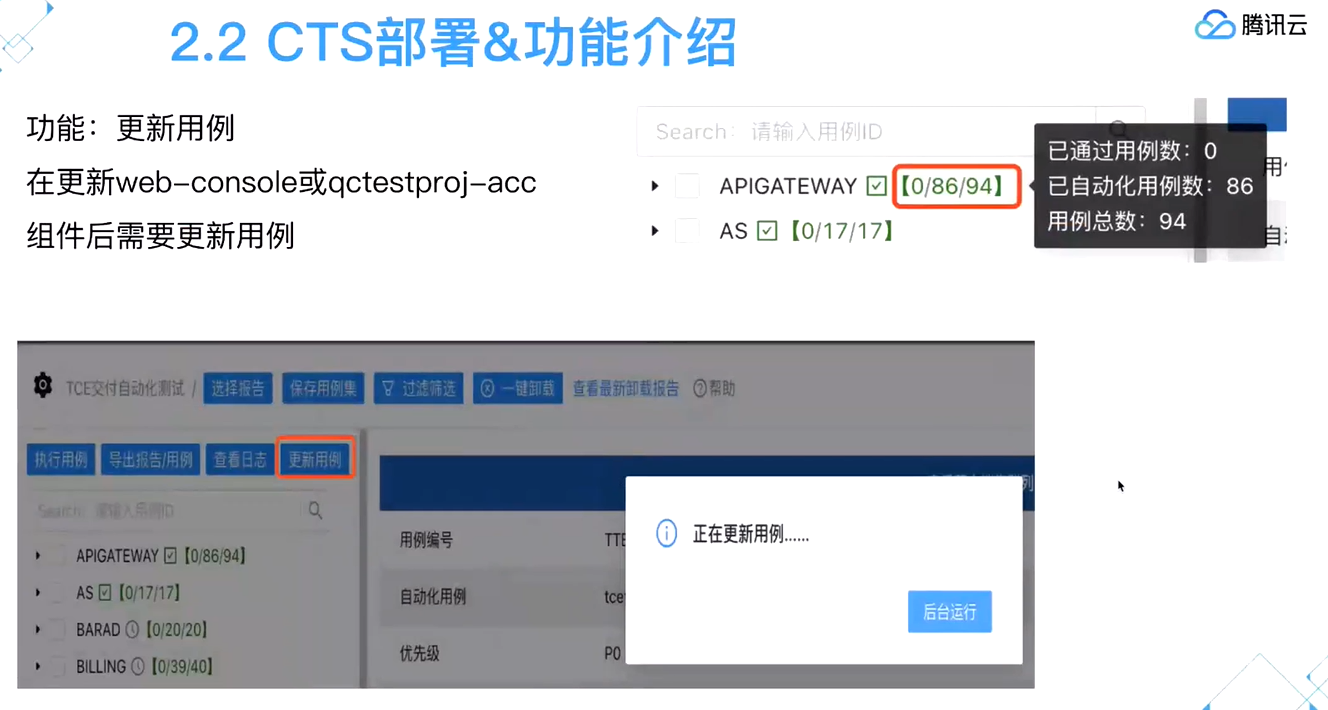 2.2 CTS部署&功能介绍
腾讯云
功能：更新用例
在更新web-console或qctestproj-acc
组件后需要更新用例
Search: 请输入用例ID
APIGATEWAY 【0/86/94】
AS 【0/17/17】
已通过用例数：0
已自动化用例数：86
用例总数：94
TCE交付自动化测试 / 选择报告 保存用例集 过滤筛选 一键卸载 查看最新卸载报告 帮助
执行用例 导出报告/用例 查看日志 更新用例
Search: 请输入用例ID
APIGATEWAY 【0/86/94】
AS 【0/17/17】
BARAD 【0/20/20】
BILLING 【0/39/40】
用例编号
自动化用例
优先级 P0
正在更新用例......
后台运行